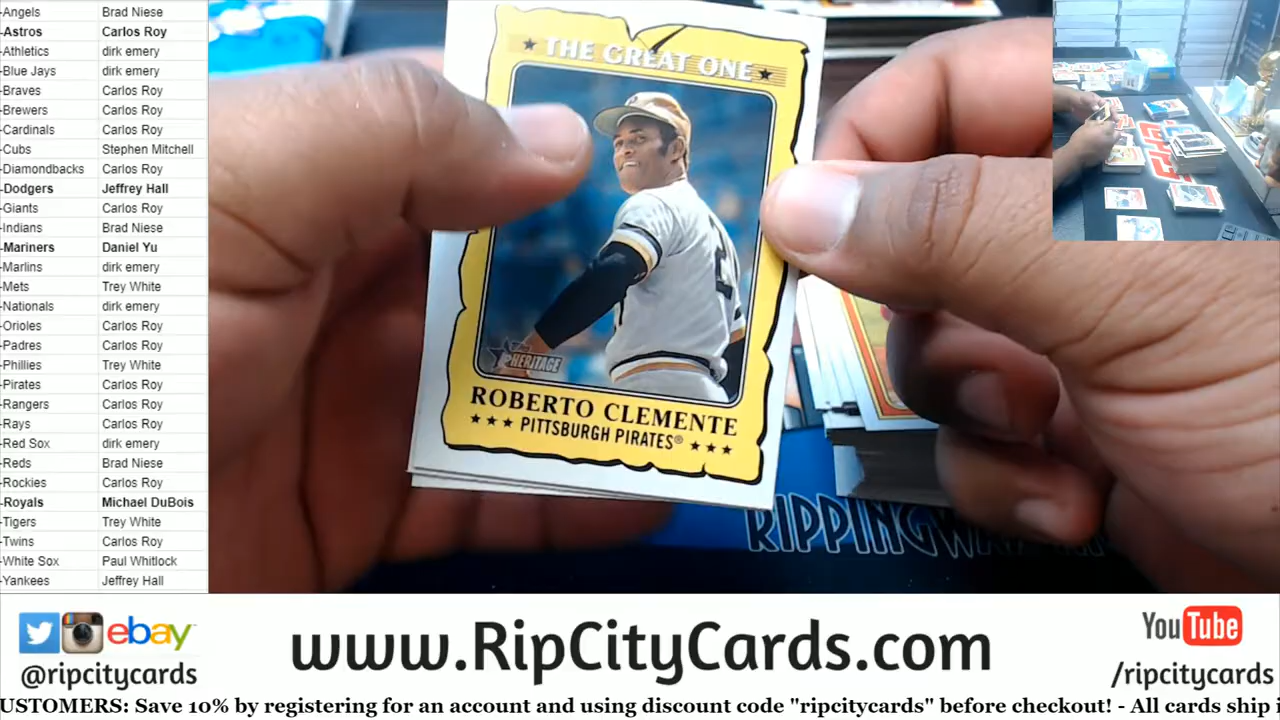 -Angels Brad Niese
-Astros Carlos Roy
-Athletics dirk emery
-Blue Jays dirk emery
-Braves Carlos Roy
-Brewers Carlos Roy
-Cardinals Carlos Roy
-Cubs Stephen Mitchell
-Diamondbacks Carlos Roy
-Dodgers Jeffrey Hall
-Giants Carlos Roy
-Indians Brad Niese
-Mariners Daniel Yu
-Marlins dirk emery
-Mets Trey White
-Nationals dirk emery
-Orioles Carlos Roy
-Padres Carlos Roy
-Phillies Trey White
-Pirates Carlos Roy
-Rangers Carlos Roy
-Rays Carlos Roy
-Red Sox dirk emery
-Reds Brad Niese
-Rockies Carlos Roy
-Royals Michael DuBois
-Tigers Trey White
-Twins Carlos Roy
-White Sox Paul Whitlock
-Yankees Jeffrey Hall
★ THE GREAT ONE ★
Topps HERITAGE
ROBERTO CLEMENTE
★★★ PITTSBURGH PIRATES® ★★★
ebay
@ripcitycards
www.RipCityCards.com
YouTube
/ripcitycards
USTOMERS: Save 10% by registering for an account and using discount code "ripcitycards" before checkout! - All cards ship